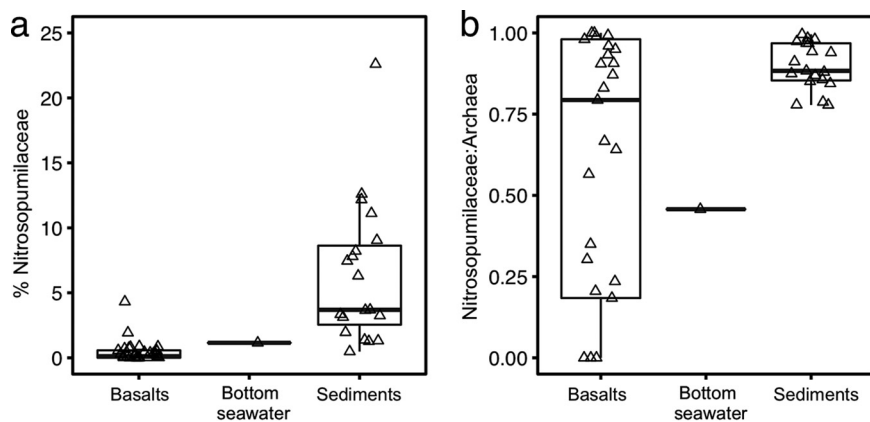 a
% Nitrosopumilaceae
25
20
15
10
5
0
Basalts
Bottom
seawater
Sediments
b
Nitrosopumilaceae:Archaea
1.00
0.75
0.50
0.25
0.00
Basalts
Bottom
seawater
Sediments